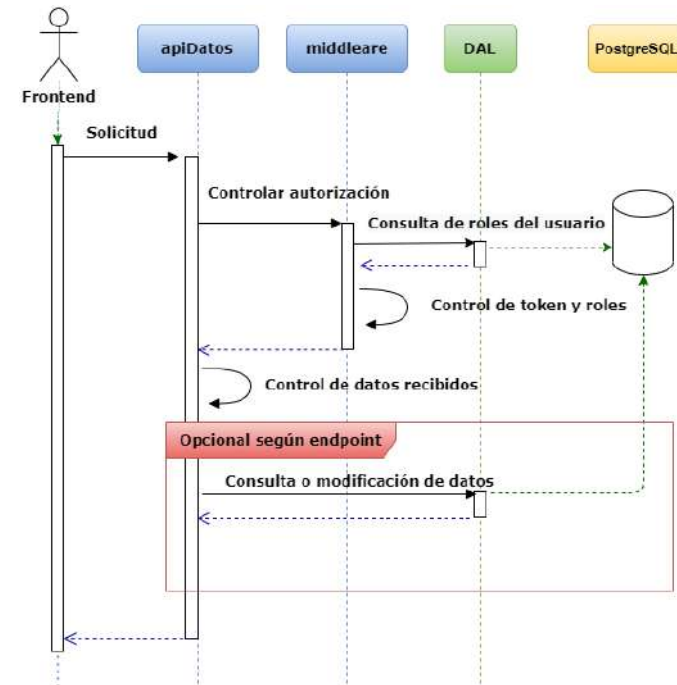 apiDatos
middleare
DAL
PostgreSQL
Frontend
Solicitud
Controlar autorización
Consulta de roles del usuario
Control de token y roles
Control de datos recibidos
Opcional según endpoint
Consulta o modificación de datos